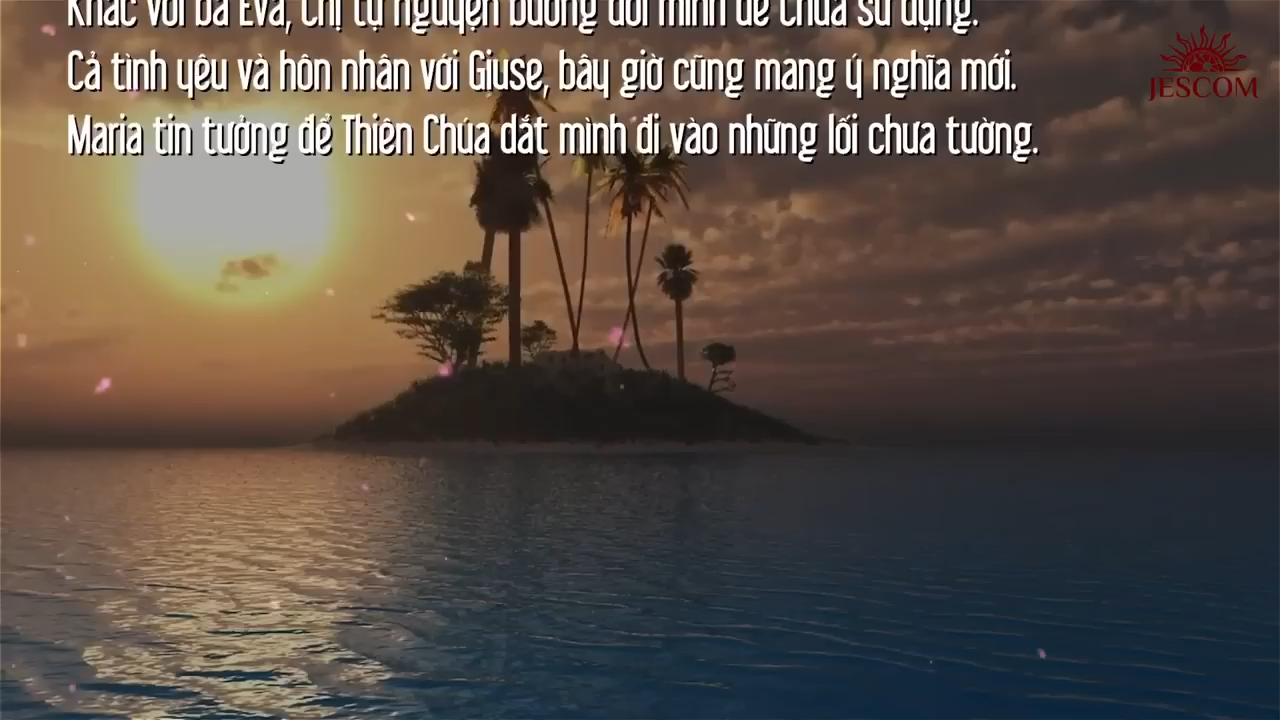 Khác với bà Eva, chị tự nguyện buông đời mình để Chúa sử dụng.
Cả tình yêu và hôn nhân với Giuse, bây giờ cũng mang ý nghĩa mới.
Maria tin tưởng để Thiên Chúa dắt mình đi vào những lối chưa tường.
JESCOM